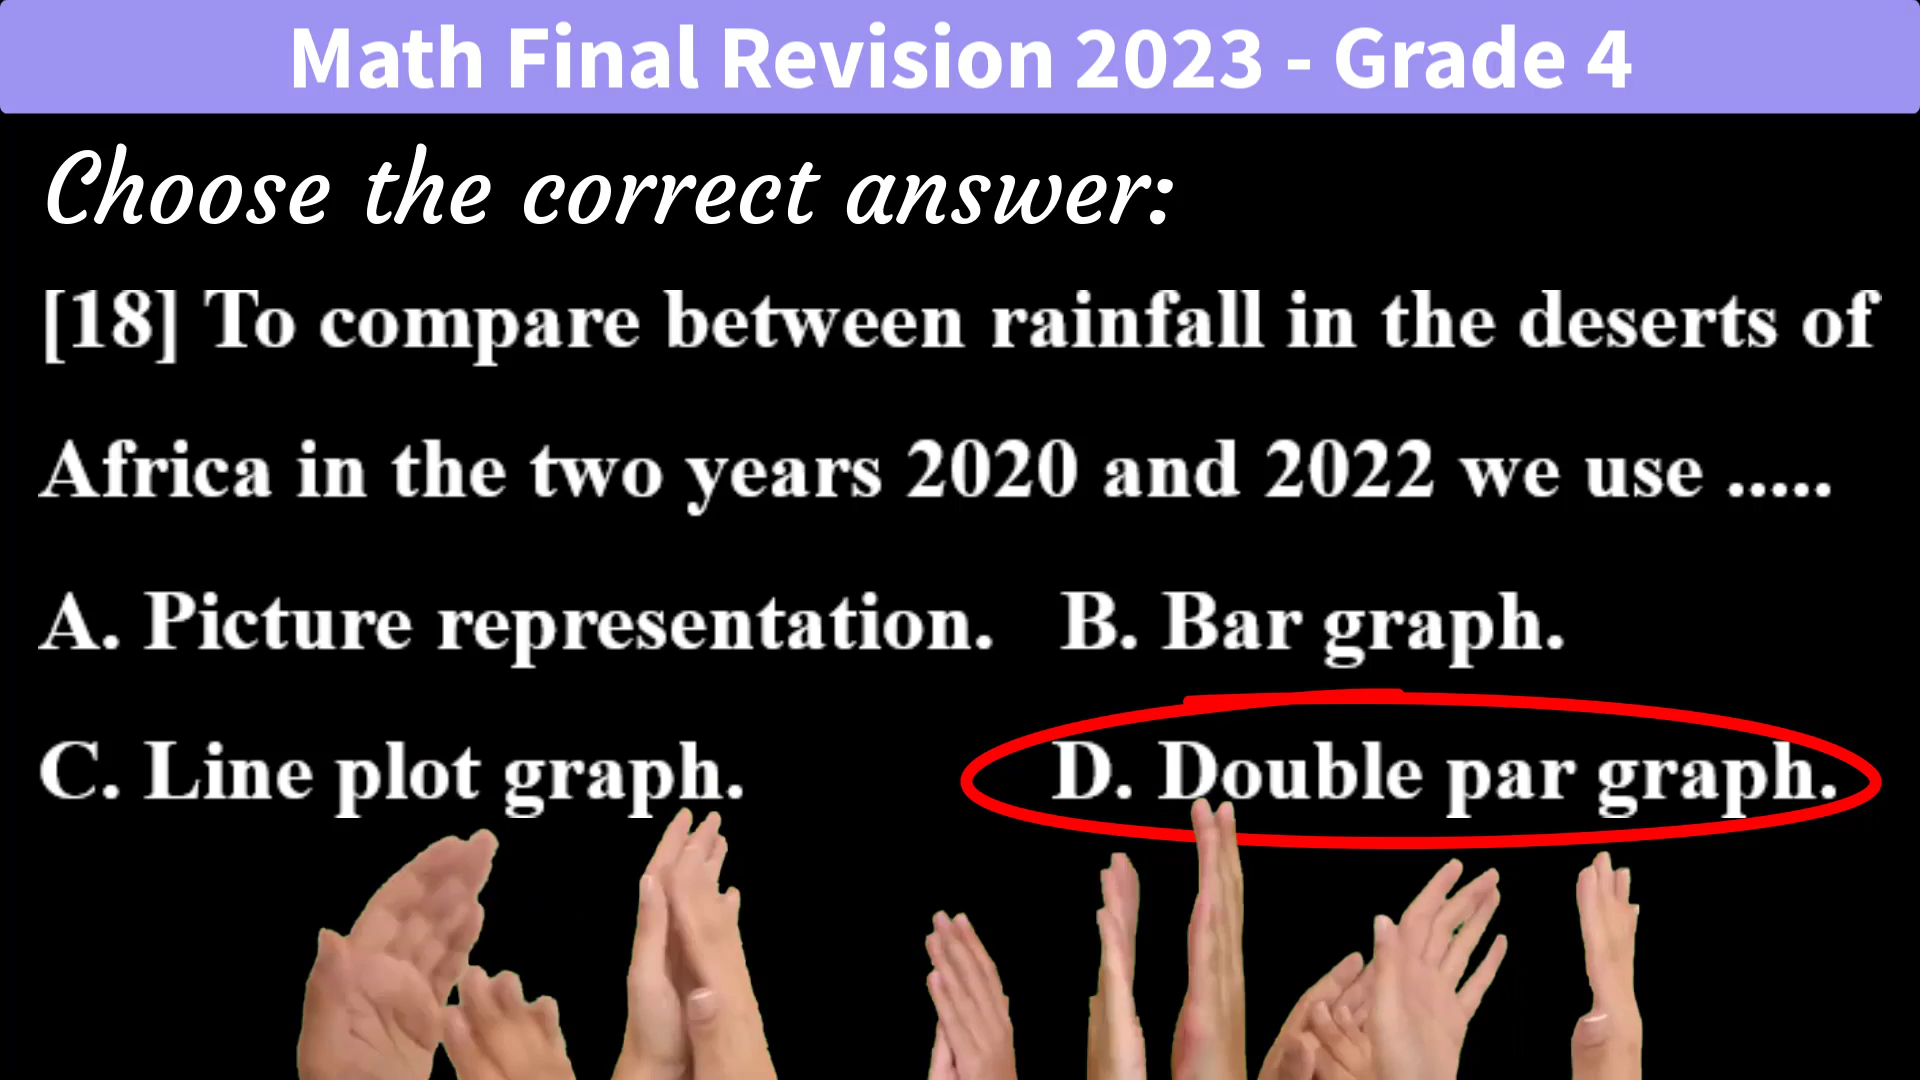 Math Final Revision 2023 - Grade 4
Choose the correct answer:
[18] To compare between rainfall in the deserts of
Africa in the two years 2020 and 2022 we use .....
A. Picture representation. B. Bar graph.
C. Line plot graph. D. Double par graph.